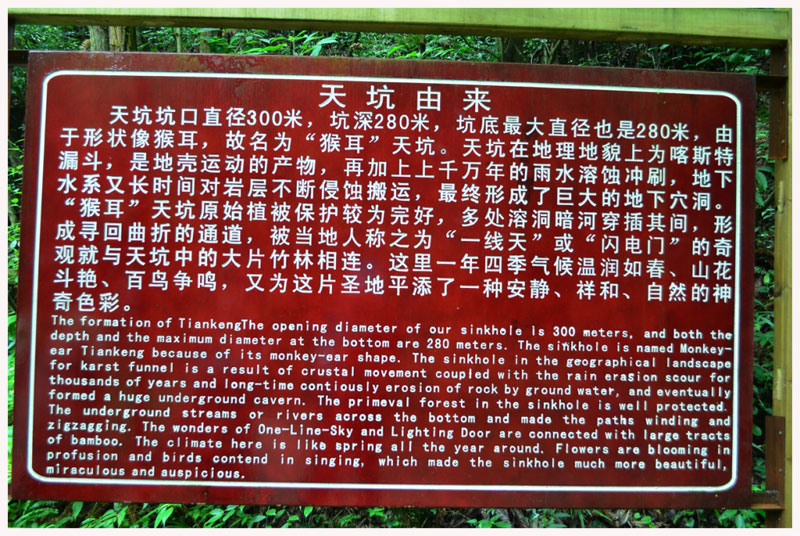 天坑由来
天坑坑口直径300米，坑深280米，坑底最大直径也是280米，由
于形状像猴耳，故名为“猴耳”天坑。天坑在地理地貌上为喀斯特
漏斗，是地壳运动的产物，再加上上千万年的雨水溶蚀冲刷，地下
水系又长时间对岩层不断侵蚀搬运，最终形成了巨大的地下穴洞。
“猴耳”天坑原始植被保护较为完好，多处溶洞暗河穿插其间，形
成寻回曲折的通道，被当地人称之为“一线天”或“闪电门”的奇
观就与天坑中的大片竹林相连。这里一年四季气候温润如春、山花
斗艳、百鸟争鸣，又为这片圣地平添了一种安静、祥和、自然的神
奇色彩。
The formation of TiankengThe opening diameter of our sinkhole is 300 meters, and both the
depth and the maximum diameter at the bottom are 280 meters. The sinkhole is named Monkey-
ear Tiankeng because of its monkey-ear shape. The sinkhole in the geographical landscape
for karst funnel is a result of crustal movement coupled with the rain erasion scour for
thousands of years and long-time contiously erosion of rock by ground water, and eventually
formed a huge underground cavern. The primeval forest in the sinkhole is well protected.
The underground streams or rivers across the bottom and made the paths winding and
zigzagging. The wonders of One-Line-Sky and Lighting Door are connected with large tracts
of bamboo. The climate here is like spring all the year around. Flowers are blooming in
profusion and birds contend in singing, which made the sinkhole much more beautiful,
miraculous and auspicious.